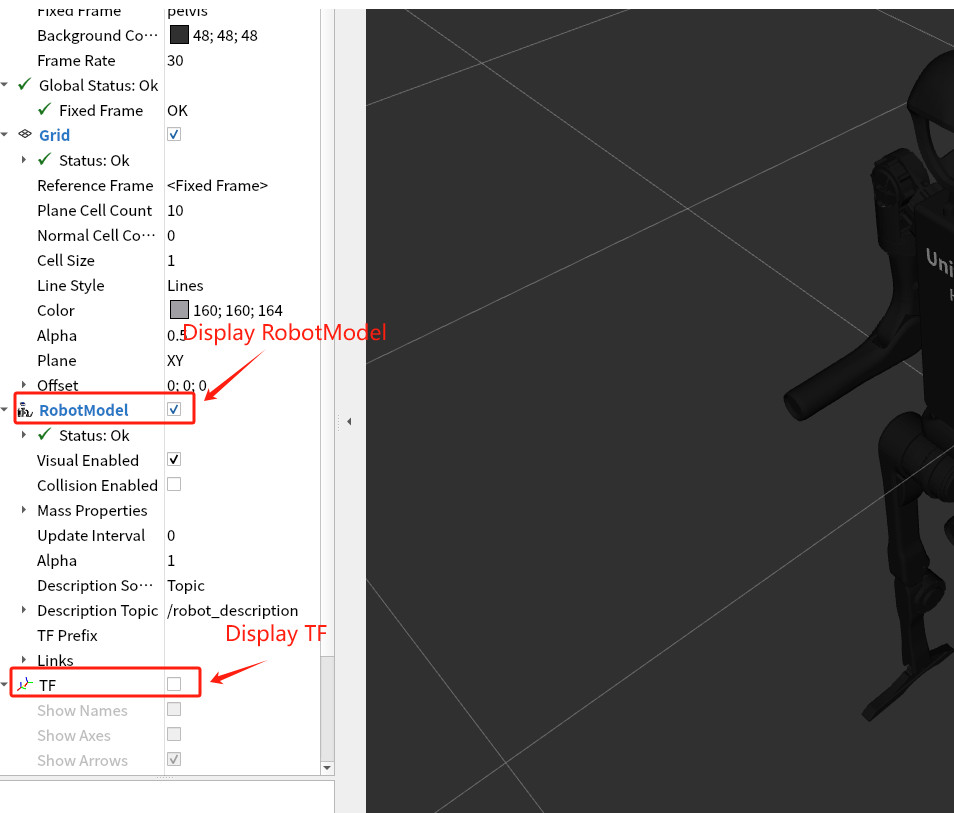 Fixed Frame pelvis
Background Co··· 48; 48; 48
Frame Rate 30
Global Status: Ok
Fixed Frame OK
Grid
Status: Ok
Reference Frame <Fixed Frame>
Plane Cell Count 10
Normal Cell Co··· 0
Cell Size 1
Line Style Lines
Color 160; 160; 164
Alpha 0.5
Display RobotModel
Plane XY
Offset 0; 0; 0
RobotModel
Status: Ok
Visual Enabled
Collision Enabled
Mass Properties
Update Interval 0
Alpha 1
Description So··· Topic
Description Topic /robot_description
TF Prefix
Display TF
Links
TF
Show Names
Show Axes
Show Arrows
Uni
H